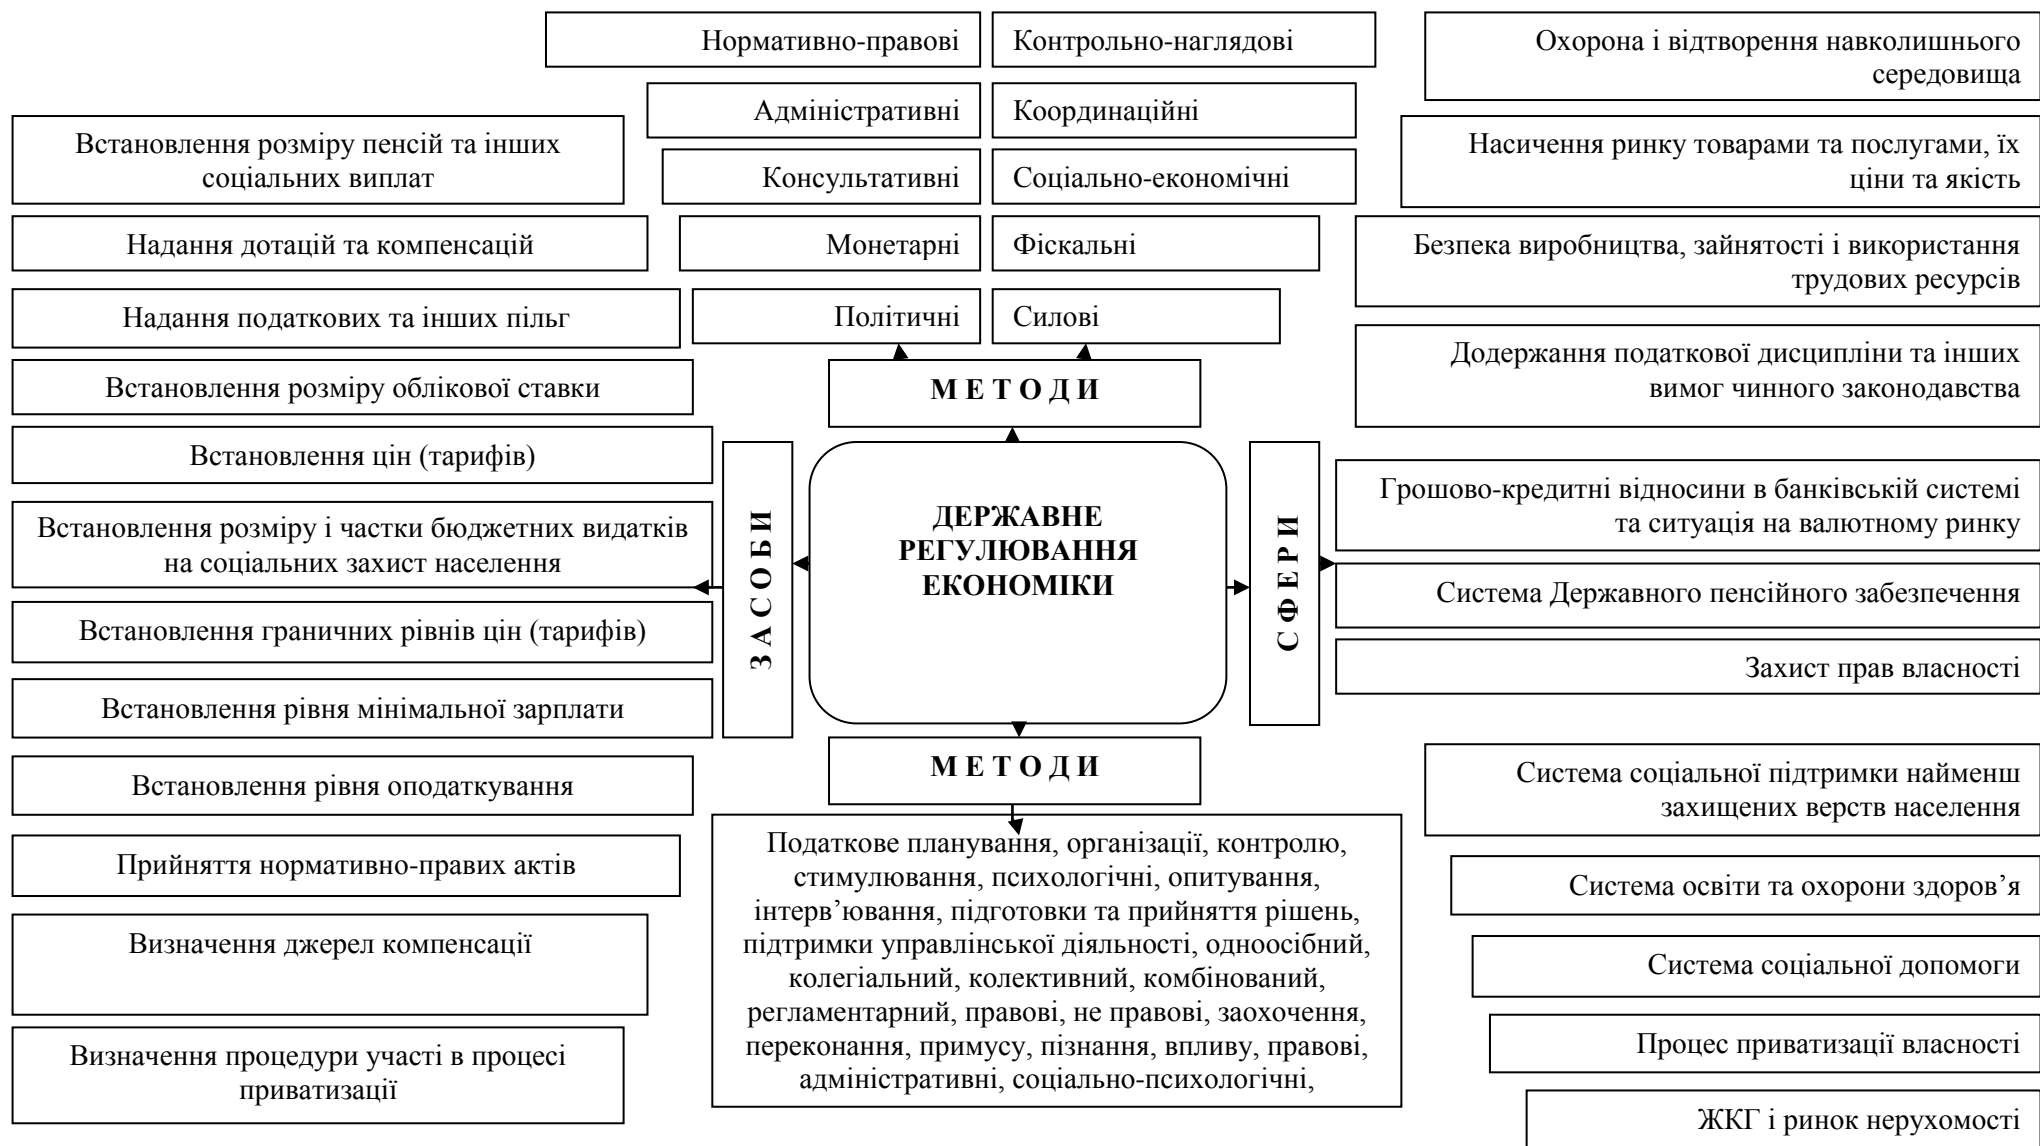 Нормативно-правові
Контрольно-наглядові
Адміністративні
Координаційні
Консультативні
Соціально-економічні
Монетарні
Фіскальні
Політичні
Силові
М Е Т О Д И
Встановлення розміру пенсій та інших
соціальних виплат
Надання дотацій та компенсацій
Надання податкових та інших пільг
Встановлення розміру облікової ставки
Встановлення цін (тарифів)
Встановлення розміру і частки бюджетних видатків
на соціальних захист населення
Встановлення граничних рівнів цін (тарифів)
Встановлення рівня мінімальної зарплати
Встановлення рівня оподаткування
Прийняття нормативно-правих актів
Визначення джерел компенсації
Визначення процедури участі в процесі
приватизації
З А С О Б И
ДЕРЖАВНЕ
РЕГУЛЮВАННЯ
ЕКОНОМІКИ
С Ф Е Р И
Охорона і відтворення навколишнього
середовища
Насичення ринку товарами та послугами, їх
ціни та якість
Безпека виробництва, зайнятості і використання
трудових ресурсів
Додержання податкової дисципліни та інших
вимог чинного законодавства
Грошово-кредитні відносини в банківській системі
та ситуація на валютному ринку
Система Державного пенсійного забезпечення
Захист прав власності
Система соціальної підтримки найменш
захищених верств населення
Система освіти та охорони здоров’я
Система соціальної допомоги
Процес приватизації власності
ЖКГ і ринок нерухомості
М Е Т О Д И
Податкове планування, організації, контролю,
стимулювання, психологічні, опитування,
інтерв’ювання, підготовки та прийняття рішень,
підтримки управлінської діяльності, одноосібний,
колегіальний, колективний, комбінований,
регламентарний, правові, не правові, заохочення,
переконання, примусу, пізнання, впливу, правові,
адміністративні, соціально-психологічні,